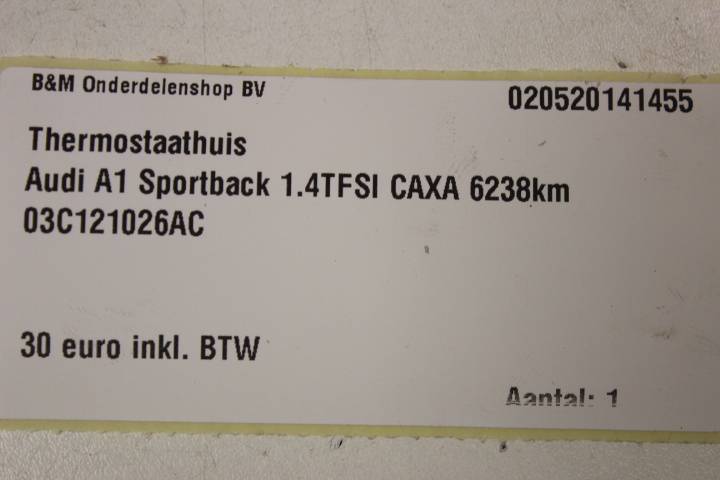 B&M Onderdelenshop BV
020520141455
Thermostaathuis
Audi A1 Sportback 1.4TFSI CAXA 6238km
03C121026AC
30 euro inkl. BTW
Aantal: 1